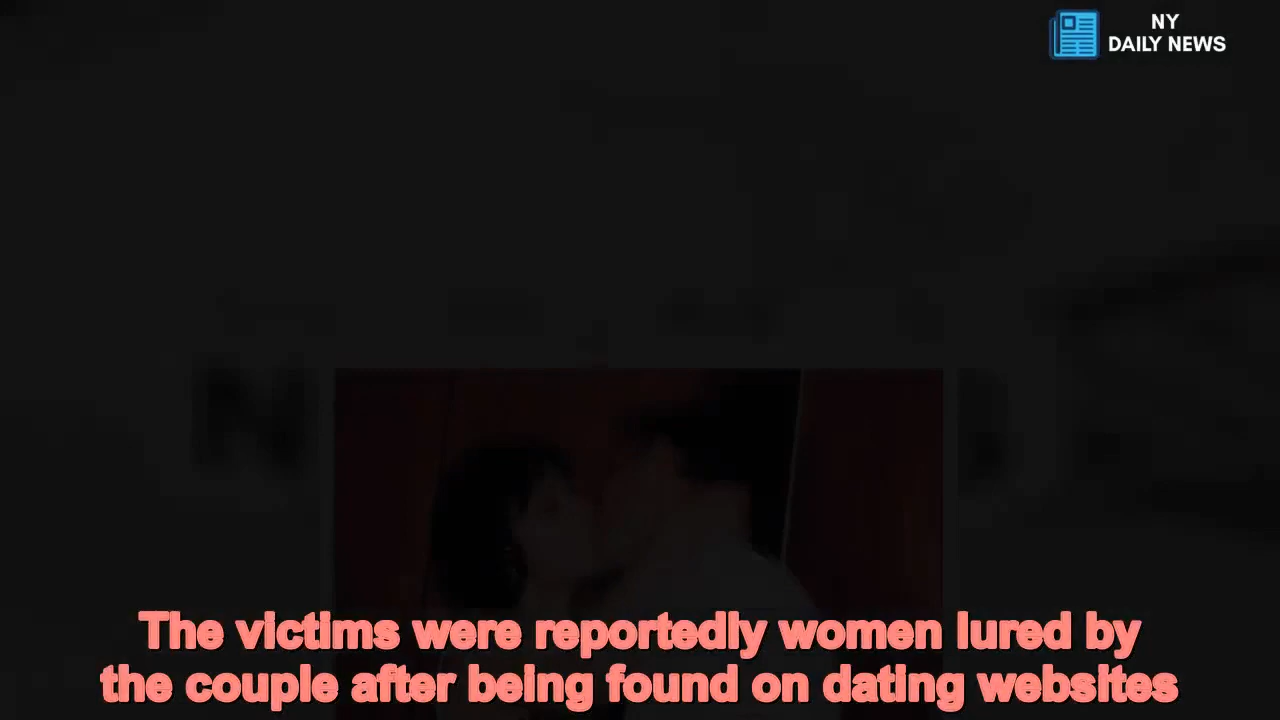 NY
DAILY NEWS
The victims were reportedly women lured by
the couple after being found on dating websites